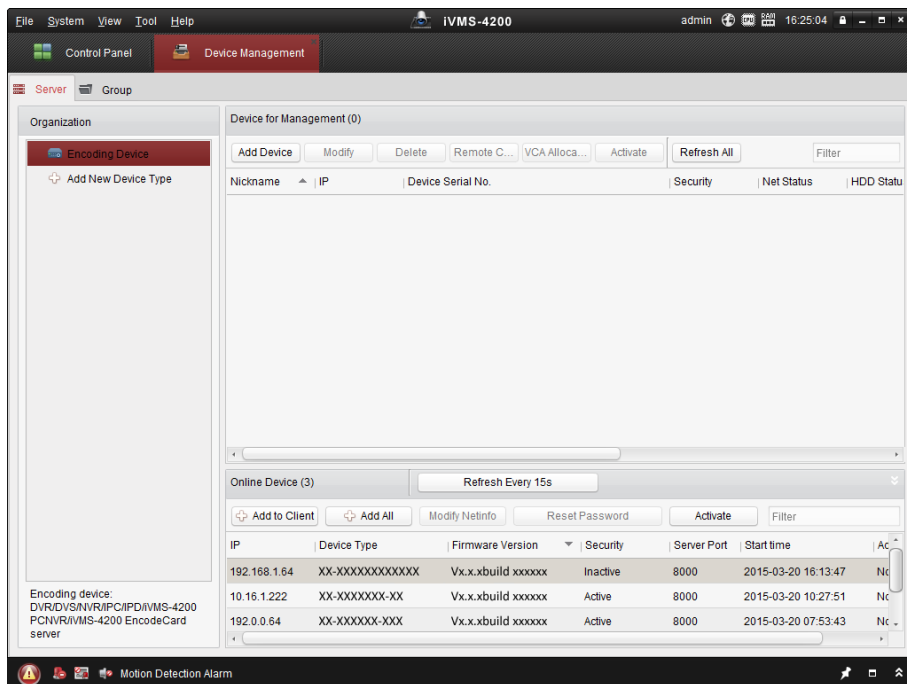 File System View Tool Help iVMS-4200 admin CPU RAM 16:25:04
Control Panel Device Management
Server Group
Organization
Encoding Device
Add New Device Type
Encoding device:
DVR/DVS/NVR/IPC/IPD/iVMS-4200
PCNVR/iVMS-4200 EncodeCard
server
Device for Management (0)
Add Device Modify Delete Remote C... VCA Alloca... Activate Refresh All Filter
Nickname IP Device Serial No. Security Net Status HDD Statu
Online Device (3) Refresh Every 15s
Add to Client Add All Modify Netinfo Reset Password Activate Filter
IP Device Type Firmware Version Security Server Port Start time Ac
192.168.1.64 XX-XXXXXXXXXXXX Vx.x.xbuild xxxxxx Inactive 8000 2015-03-20 16:13:47 No
10.16.1.222 XX-XXXXXXX-XX Vx.x.xbuild xxxxxx Active 8000 2015-03-20 10:27:51 No
192.0.0.64 XX-XXXXXX-XXX Vx.x.xbuild xxxxxx Active 8000 2015-03-20 07:53:43 No
Motion Detection Alarm